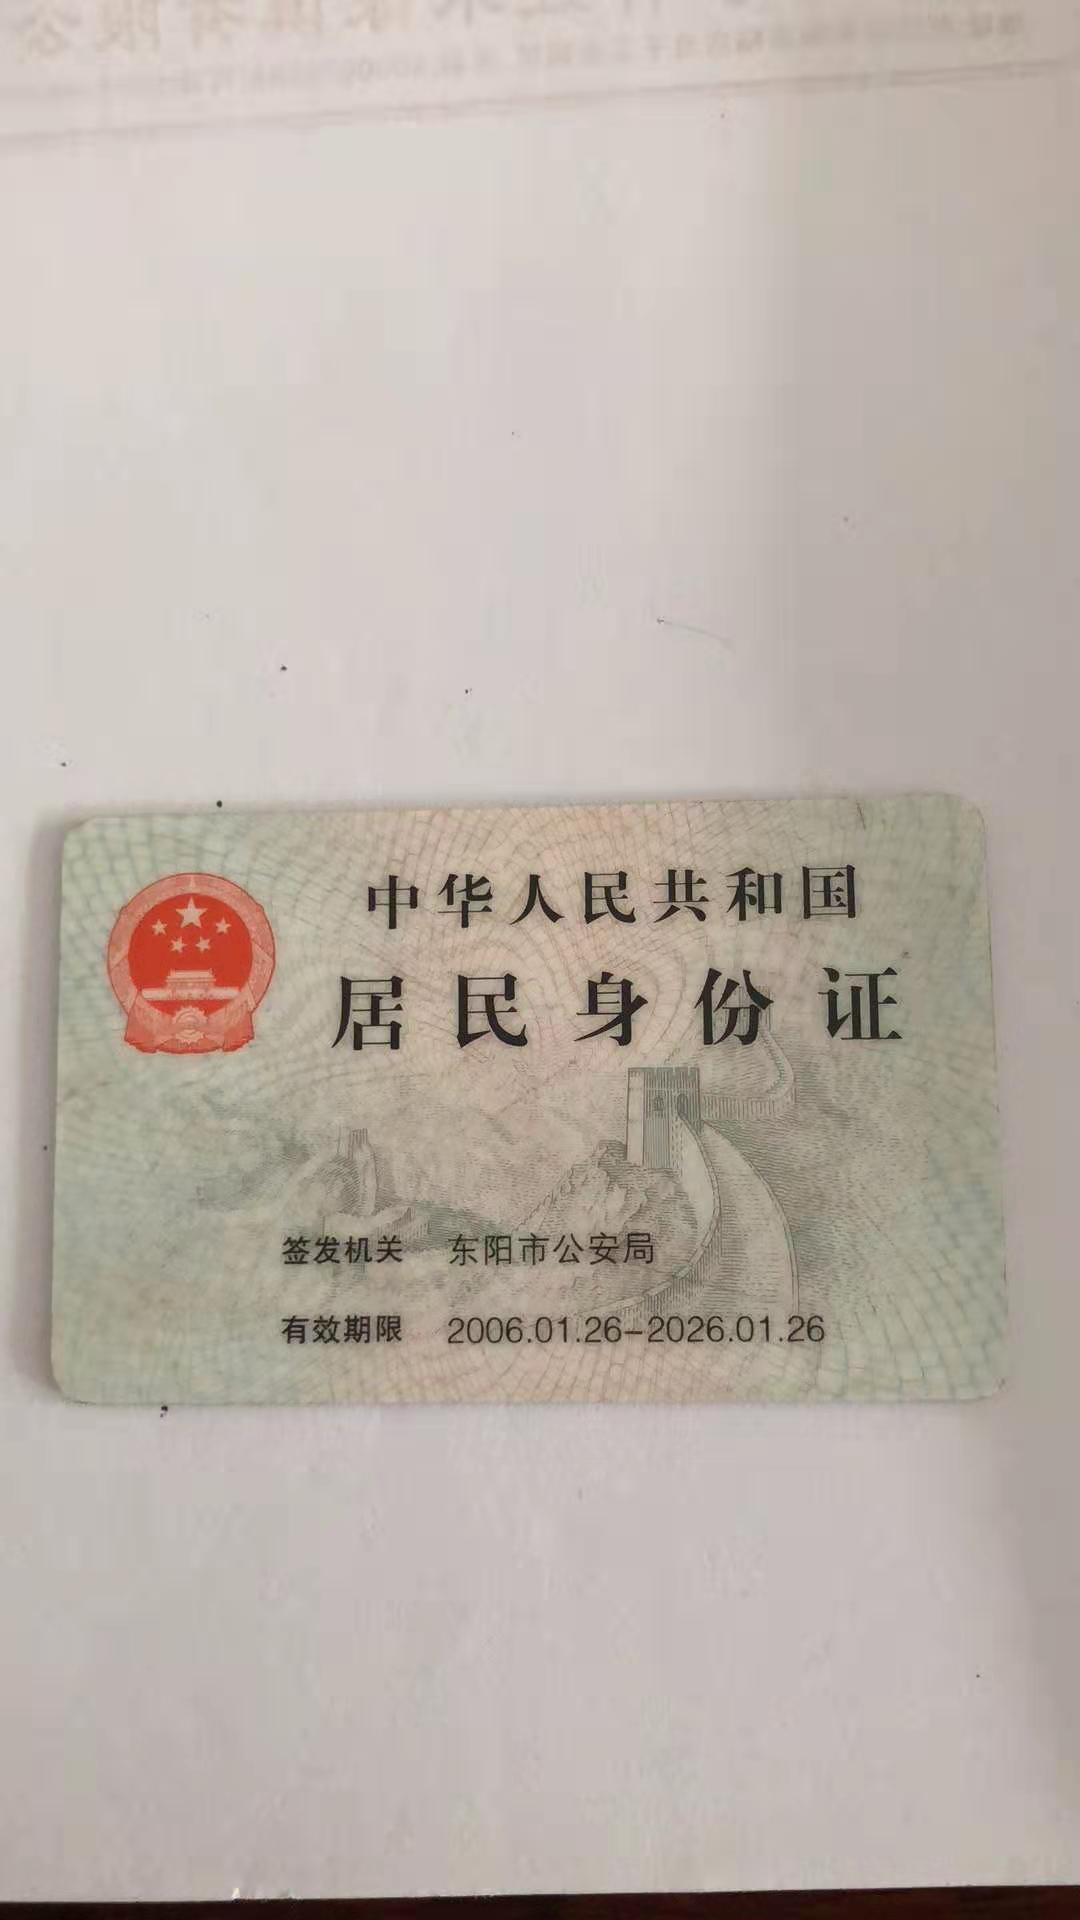 中华人民共和国
居民身份证
签发机关 东阳市公安局
有效期限 2006.01.26-2026.01.26